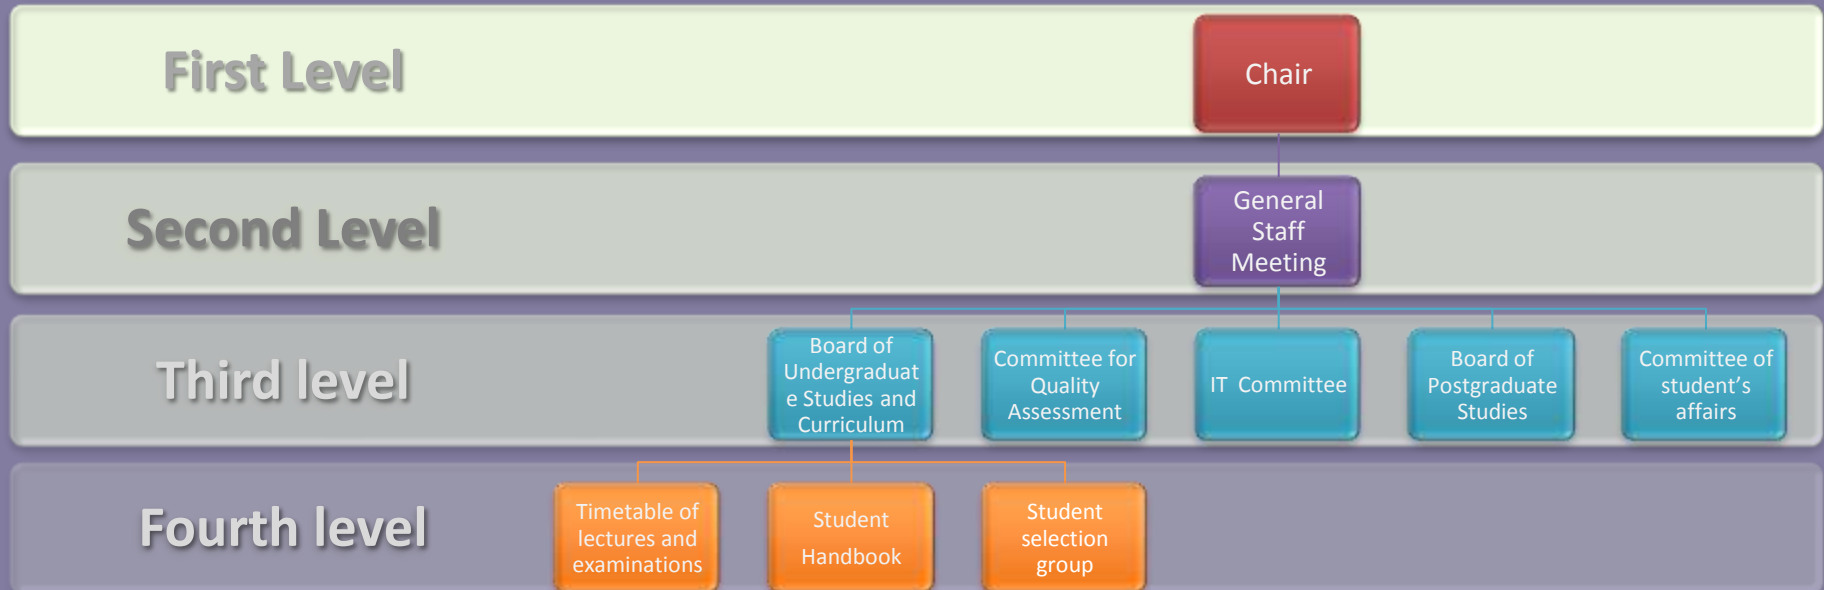 First Level
Chair
Second Level
General
Staff
Meeting
Third level
Board of
Undergraduat
e Studies and
Curriculum
Committee for
Quality
Assessment
IT Committee
Board of
Postgraduate
Studies
Committee of
student’s
affairs
Fourth level
Timetable of
lectures and
examinations
Student
Handbook
Student
selection
group